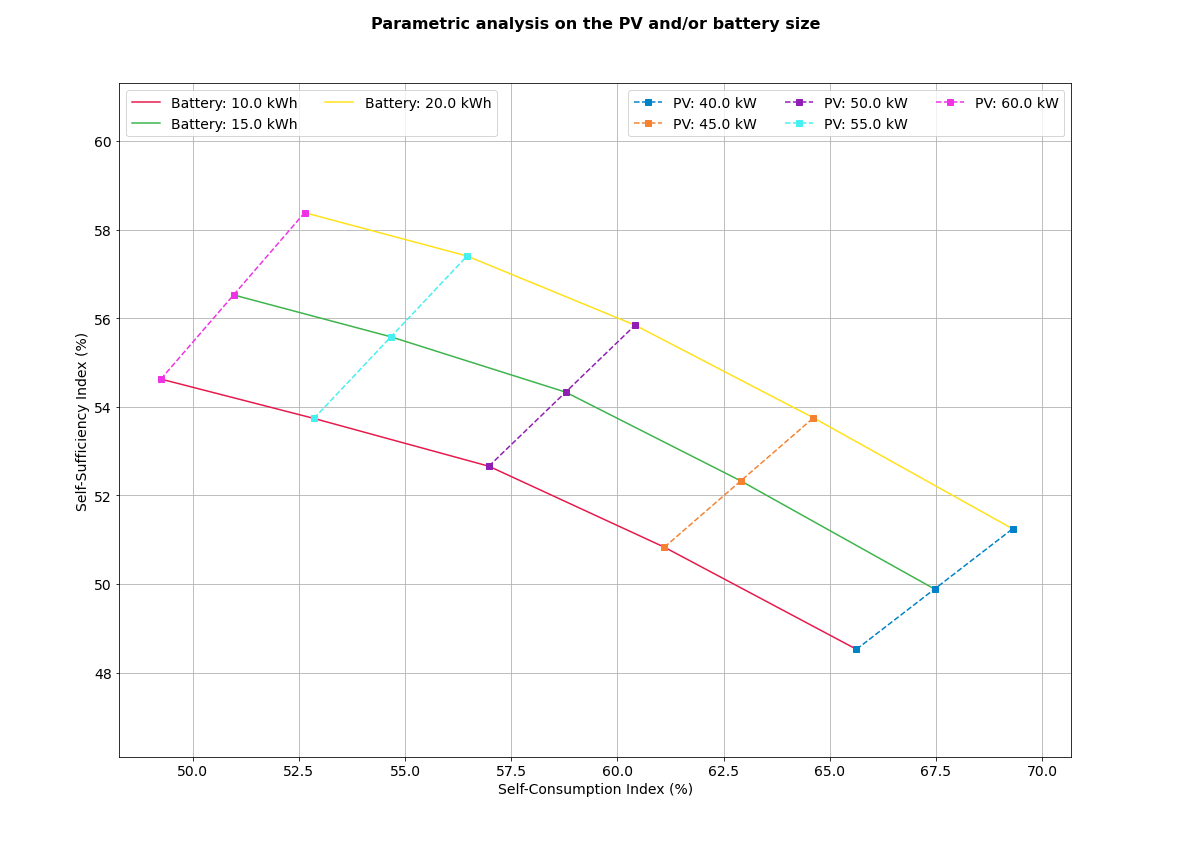 Parametric analysis on the PV and/or battery size
Battery: 10.0 kWh
Battery: 15.0 kWh
Battery: 20.0 kWh
PV: 40.0 kW
PV: 45.0 kW
PV: 50.0 kW
PV: 55.0 kW
PV: 60.0 kW
60
58
56
54
52
50
48
Self-Sufficiency Index (%)
50.0 52.5 55.0 57.5 60.0 62.5 65.0 67.5 70.0
Self-Consumption Index (%)